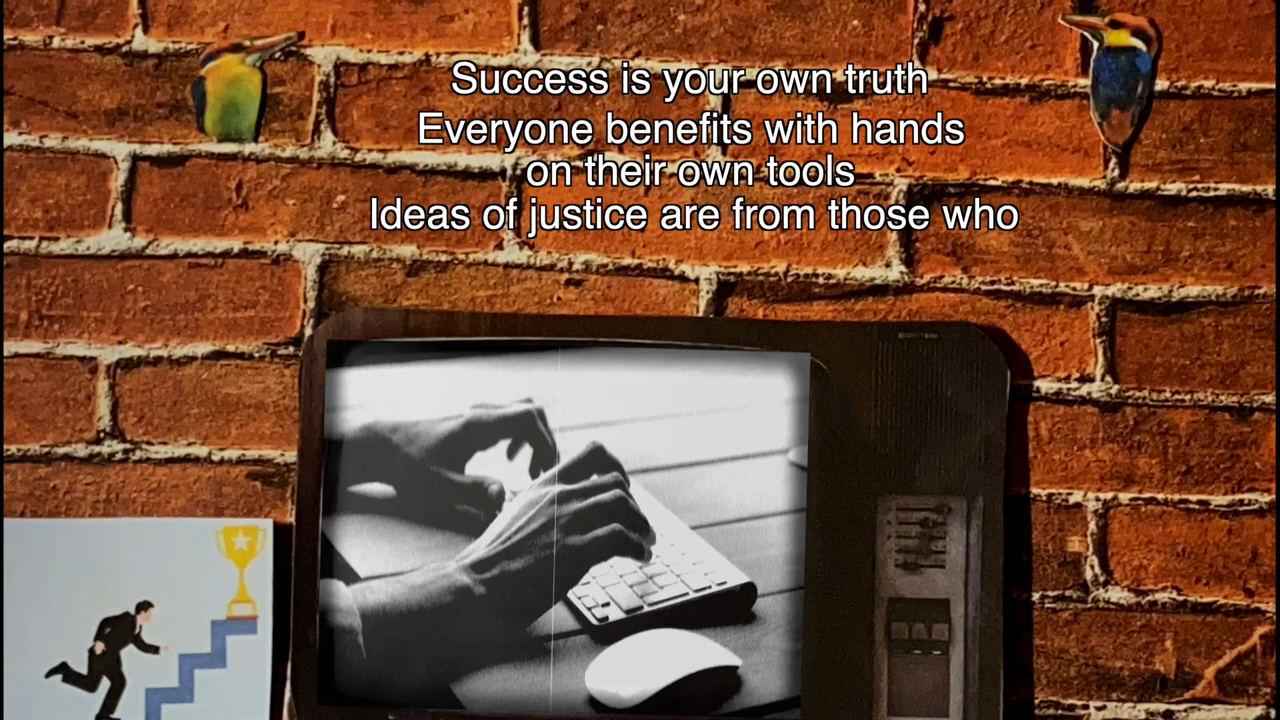 Success is your own truth
Everyone benefits with hands
on their own tools
Ideas of justice are from those who